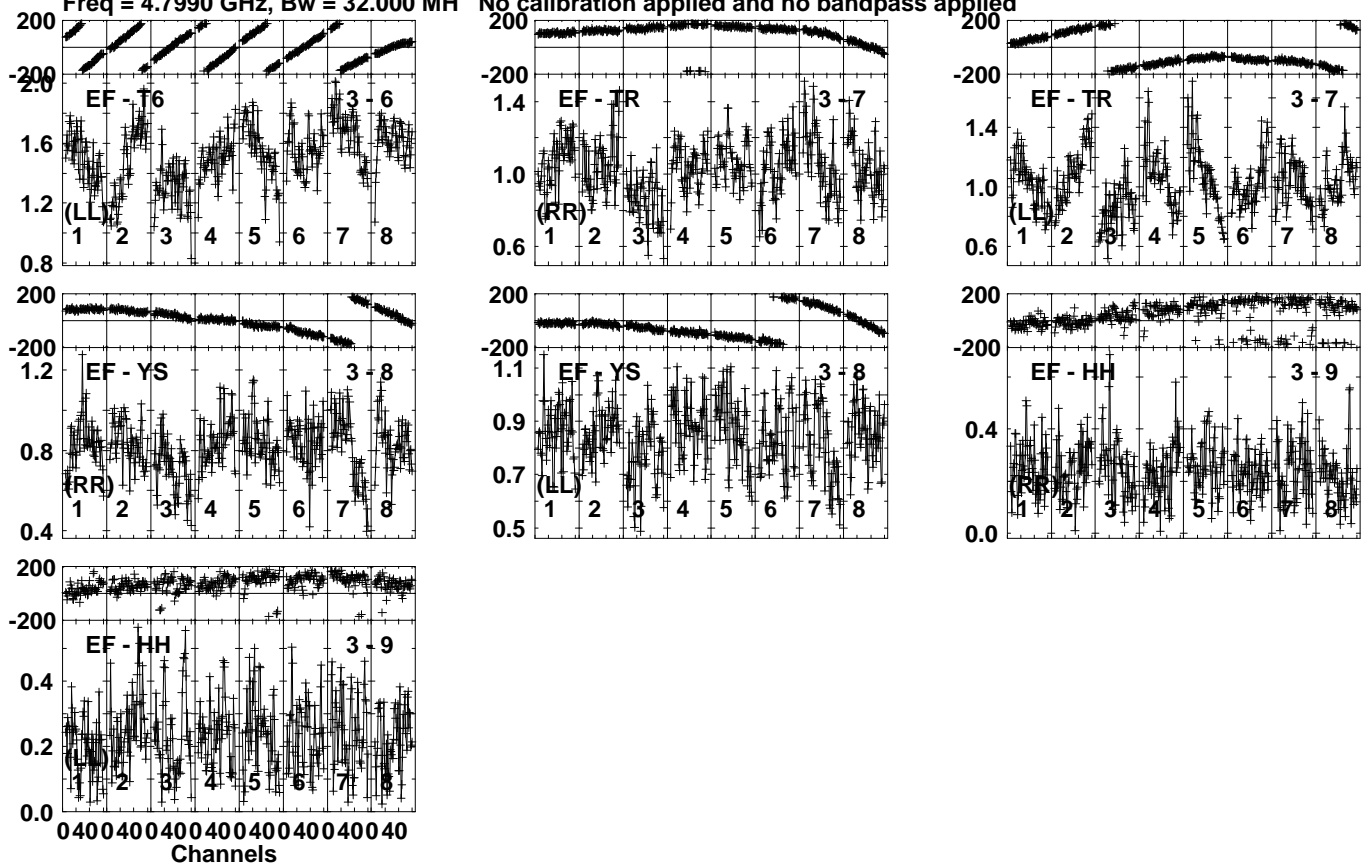 Freq = 4.7990 GHz, Bw = 32.000 MH No calibration applied and no bandpass applied
200
-200
2.0
1.6
1.2
0.8
EF - T6 3 - 6
(LL)
1 2 3 4 5 6 7 8
200
-200
1.4
1.0
0.6
EF - TR 3 - 7
(RR)
1 2 3 4 5 6 7 8
200
-200
1.4
1.0
0.6
EF - TR 3 - 7
(LL)
1 2 3 4 5 6 7 8
200
-200
1.2
0.8
0.4
EF - YS 3 - 8
(RR)
1 2 3 4 5 6 7 8
200
-200
1.1
0.9
0.7
0.5
EF - YS 3 - 8
(LL)
1 2 3 4 5 6 7 8
200
-200
0.4
0.0
EF - HH 3 - 9
(RR)
1 2 3 4 5 6 7 8
200
-200
0.4
0.2
0.0
EF - HH 3 - 9
(LL)
1 2 3 4 5 6 7 8
0 40 0 40 0 40 0 40 0 40 0 40 0 40 0 40
Channels